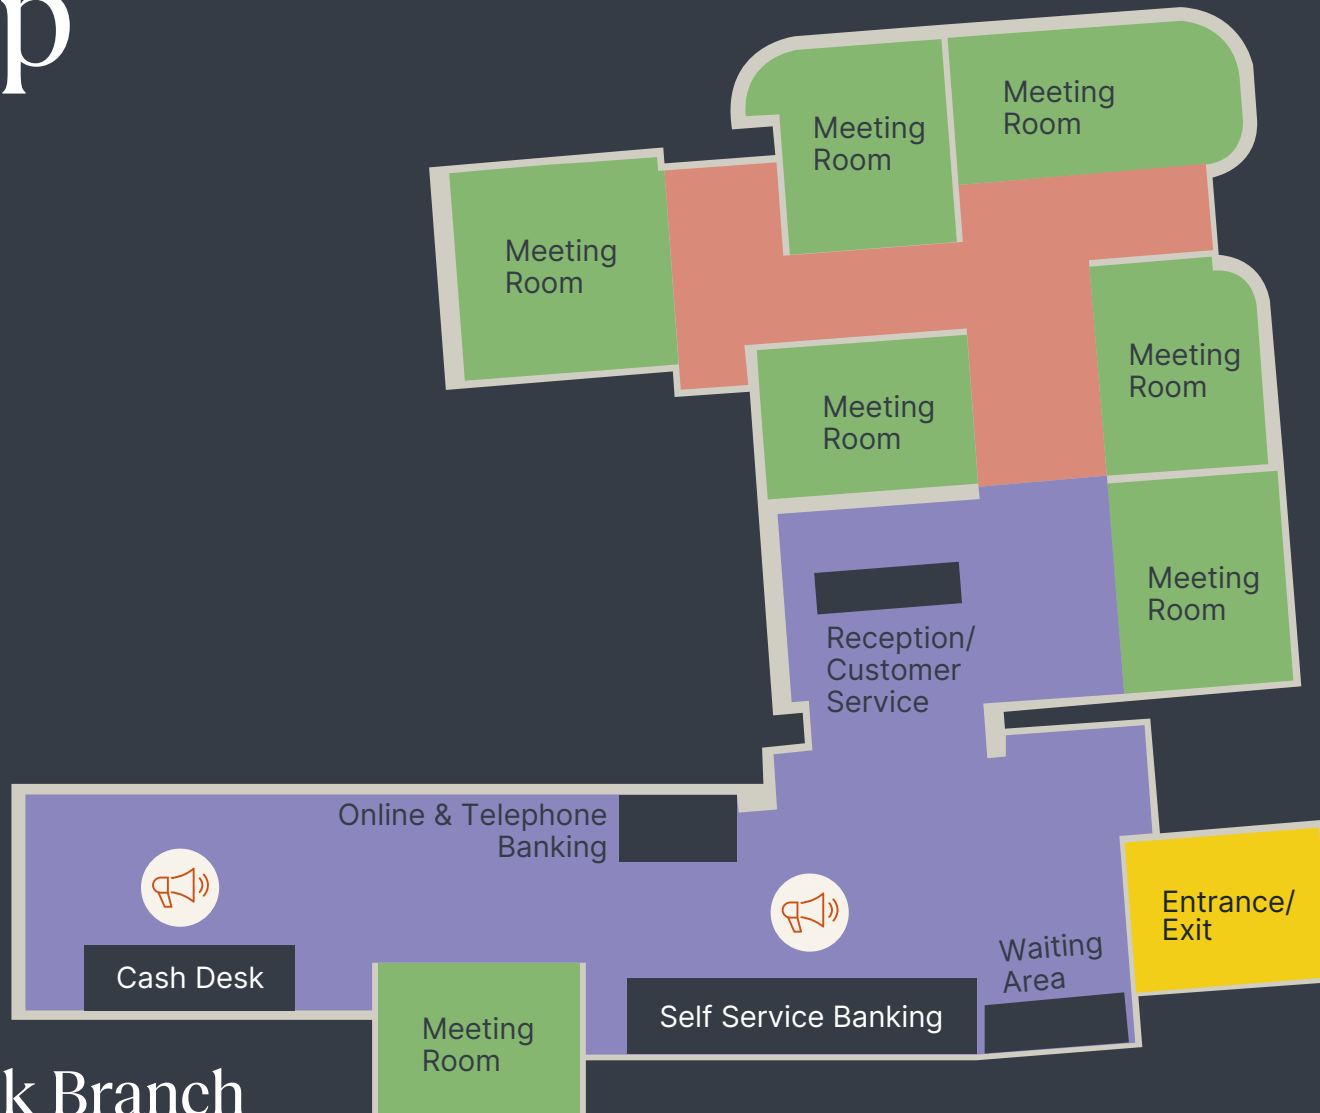 p
Meeting
Room
Meeting
Room
Meeting
Room
Meeting
Room
Meeting
Room
Meeting
Room
Reception/
Customer
Service
Online & Telephone
Banking
Entrance/
Exit
Waiting
Area
Cash Desk
Self Service Banking
Meeting
Room
k Branch